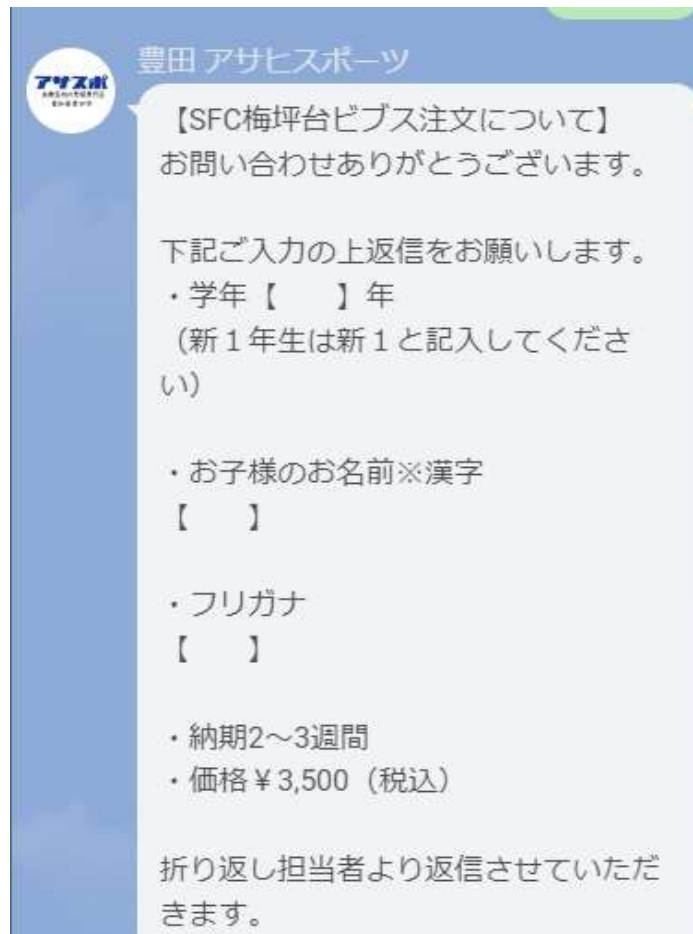 豊田 アサヒスポーツ
アサスポ
【SFC梅坪台ビブス注文について】
お問い合わせありがとうございます。
下記ご入力の上返信をお願いします。
・学年【　　】年
（新１年生は新１と記入してくださ
い）
・お子様のお名前※漢字
【　　】
・フリガナ
【　　】
・納期2〜3週間
・価格￥3,500（税込）
折り返し担当者より返信させていただ
きます。